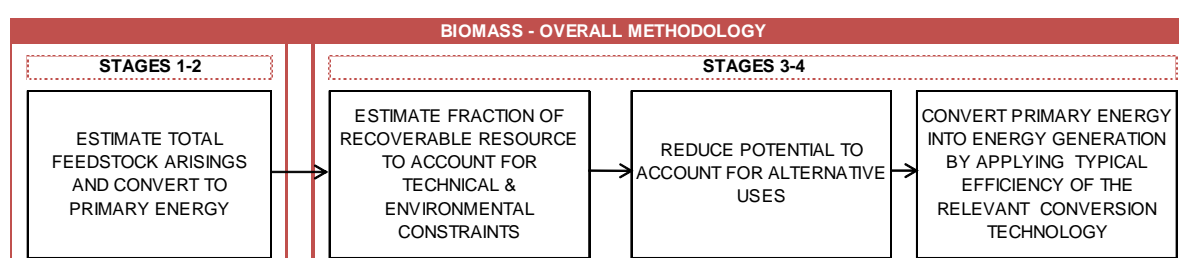 BIOMASS - OVERALL METHODOLOGY
STAGES 1-2
STAGES 3-4
ESTIMATE TOTAL
FEEDSTOCK ARISINGS
AND CONVERT TO
PRIMARY ENERGY
ESTIMATE FRACTION OF
RECOVERABLE RESOURCE
TO ACCOUNT FOR
TECHNICAL &
ENVIRONMENTAL
CONSTRAINTS
REDUCE POTENTIAL TO
ACCOUNT FOR ALTERNATIVE
USES
CONVERT PRIMARY ENERGY
INTO ENERGY GENERATION
BY APPLYING TYPICAL
EFFICIENCY OF THE
RELEVANT CONVERSION
TECHNOLOGY